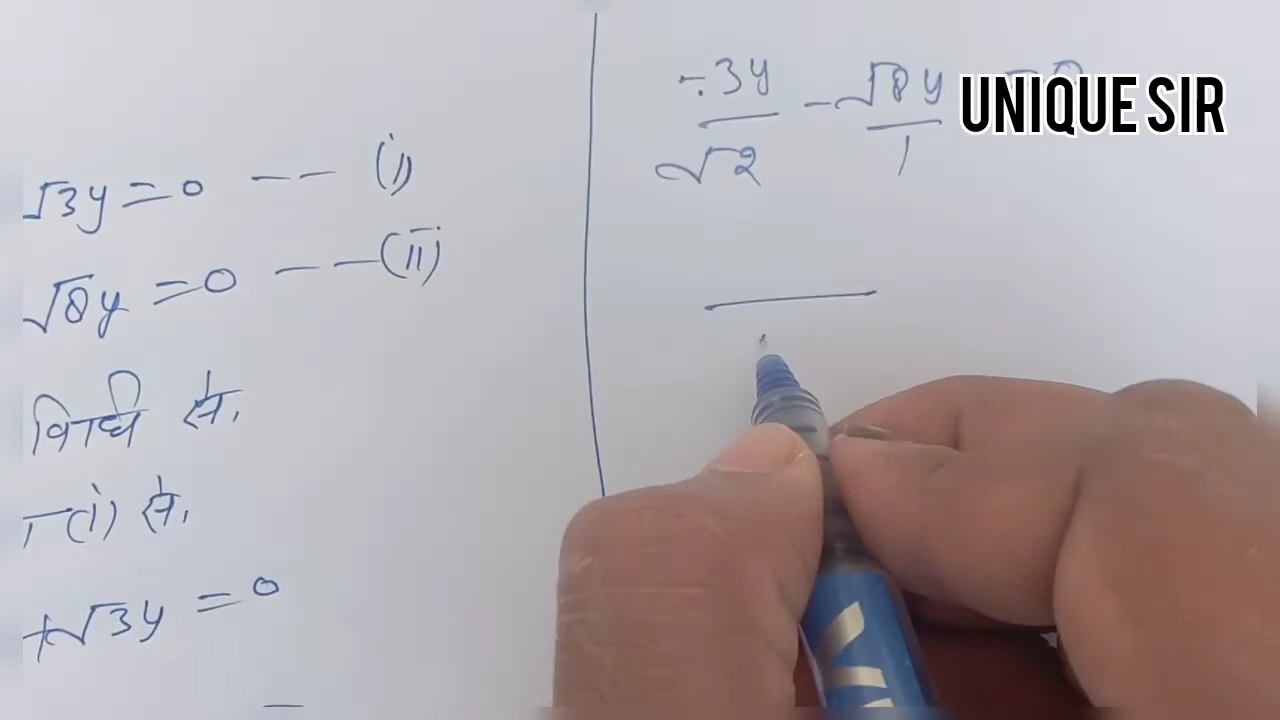 √3y = 0 -- (i)
√8y = 0 -- (ii)
विधि से,
(i) से,
+√3y = 0
-3y/√2 - √8y/1
UNIQUE SIR